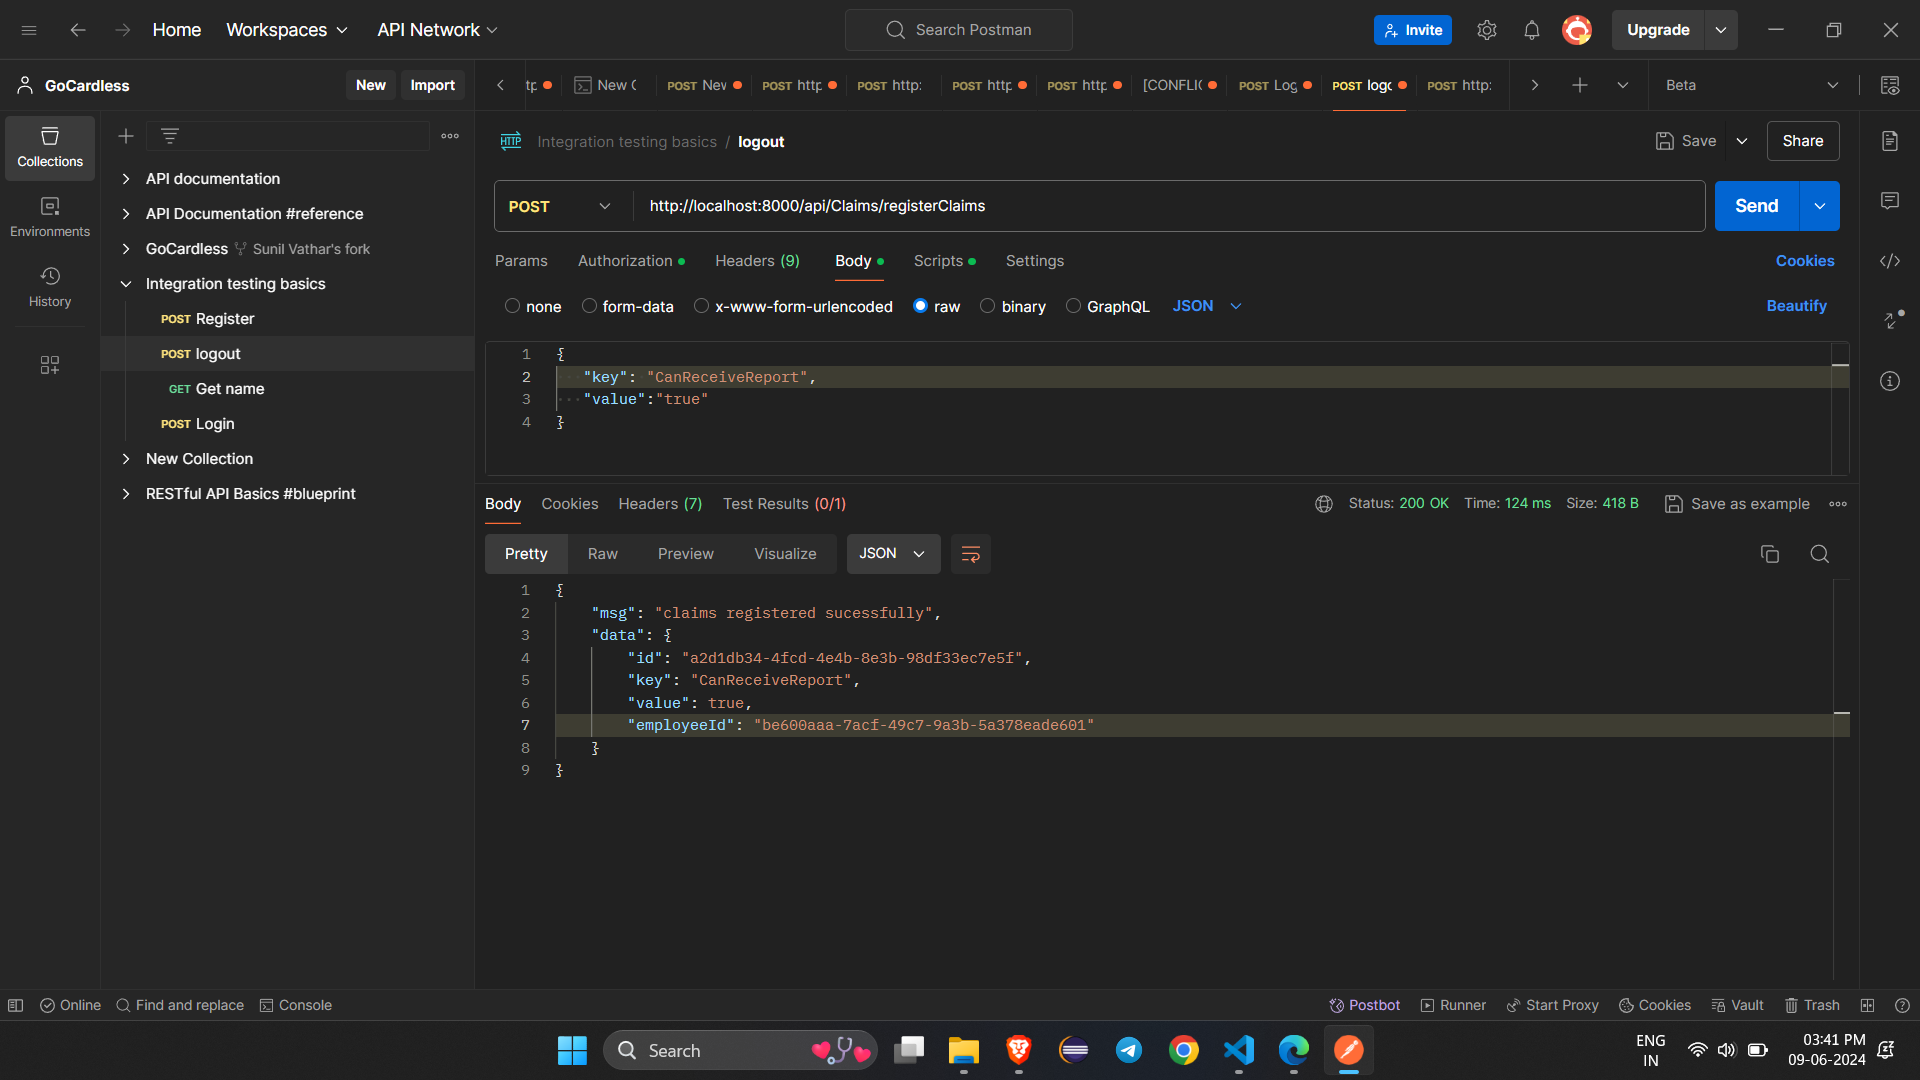 Home Workspaces API Network Search Postman Invite Upgrade
GoCardless New Import
tp New C POST New POST http POST http: POST http POST http [CONFLIC POST Log POST logo POST http: Beta
Collections
Environments
History
API documentation
API Documentation #reference
GoCardless Sunil Vathar's fork
Integration testing basics
POST Register
POST logout
GET Get name
POST Login
New Collection
RESTful API Basics #blueprint
HTTP Integration testing basics / logout Save Share
POST http://localhost:8000/api/Claims/registerClaims Send
Params Authorization Headers (9) Body Scripts Settings Cookies
none form-data x-www-form-urlencoded raw binary GraphQL JSON Beautify
1 {
2 "key": "CanReceiveReport",
3 "value":"true"
4 }
Body Cookies Headers (7) Test Results (0/1) Status: 200 OK Time: 124 ms Size: 418 B Save as example
Pretty Raw Preview Visualize JSON
1 {
2 "msg": "claims registered sucessfully",
3 "data": {
4 "id": "a2d1db34-4fcd-4e4b-8e3b-98df33ec7e5f",
5 "key": "CanReceiveReport",
6 "value": true,
7 "employeeId": "be600aaa-7acf-49c7-9a3b-5a378eade601"
8 }
9 }
Online Find and replace Console Postbot Runner Start Proxy Cookies Vault Trash
Search
ENG
IN
03:41 PM
09-06-2024